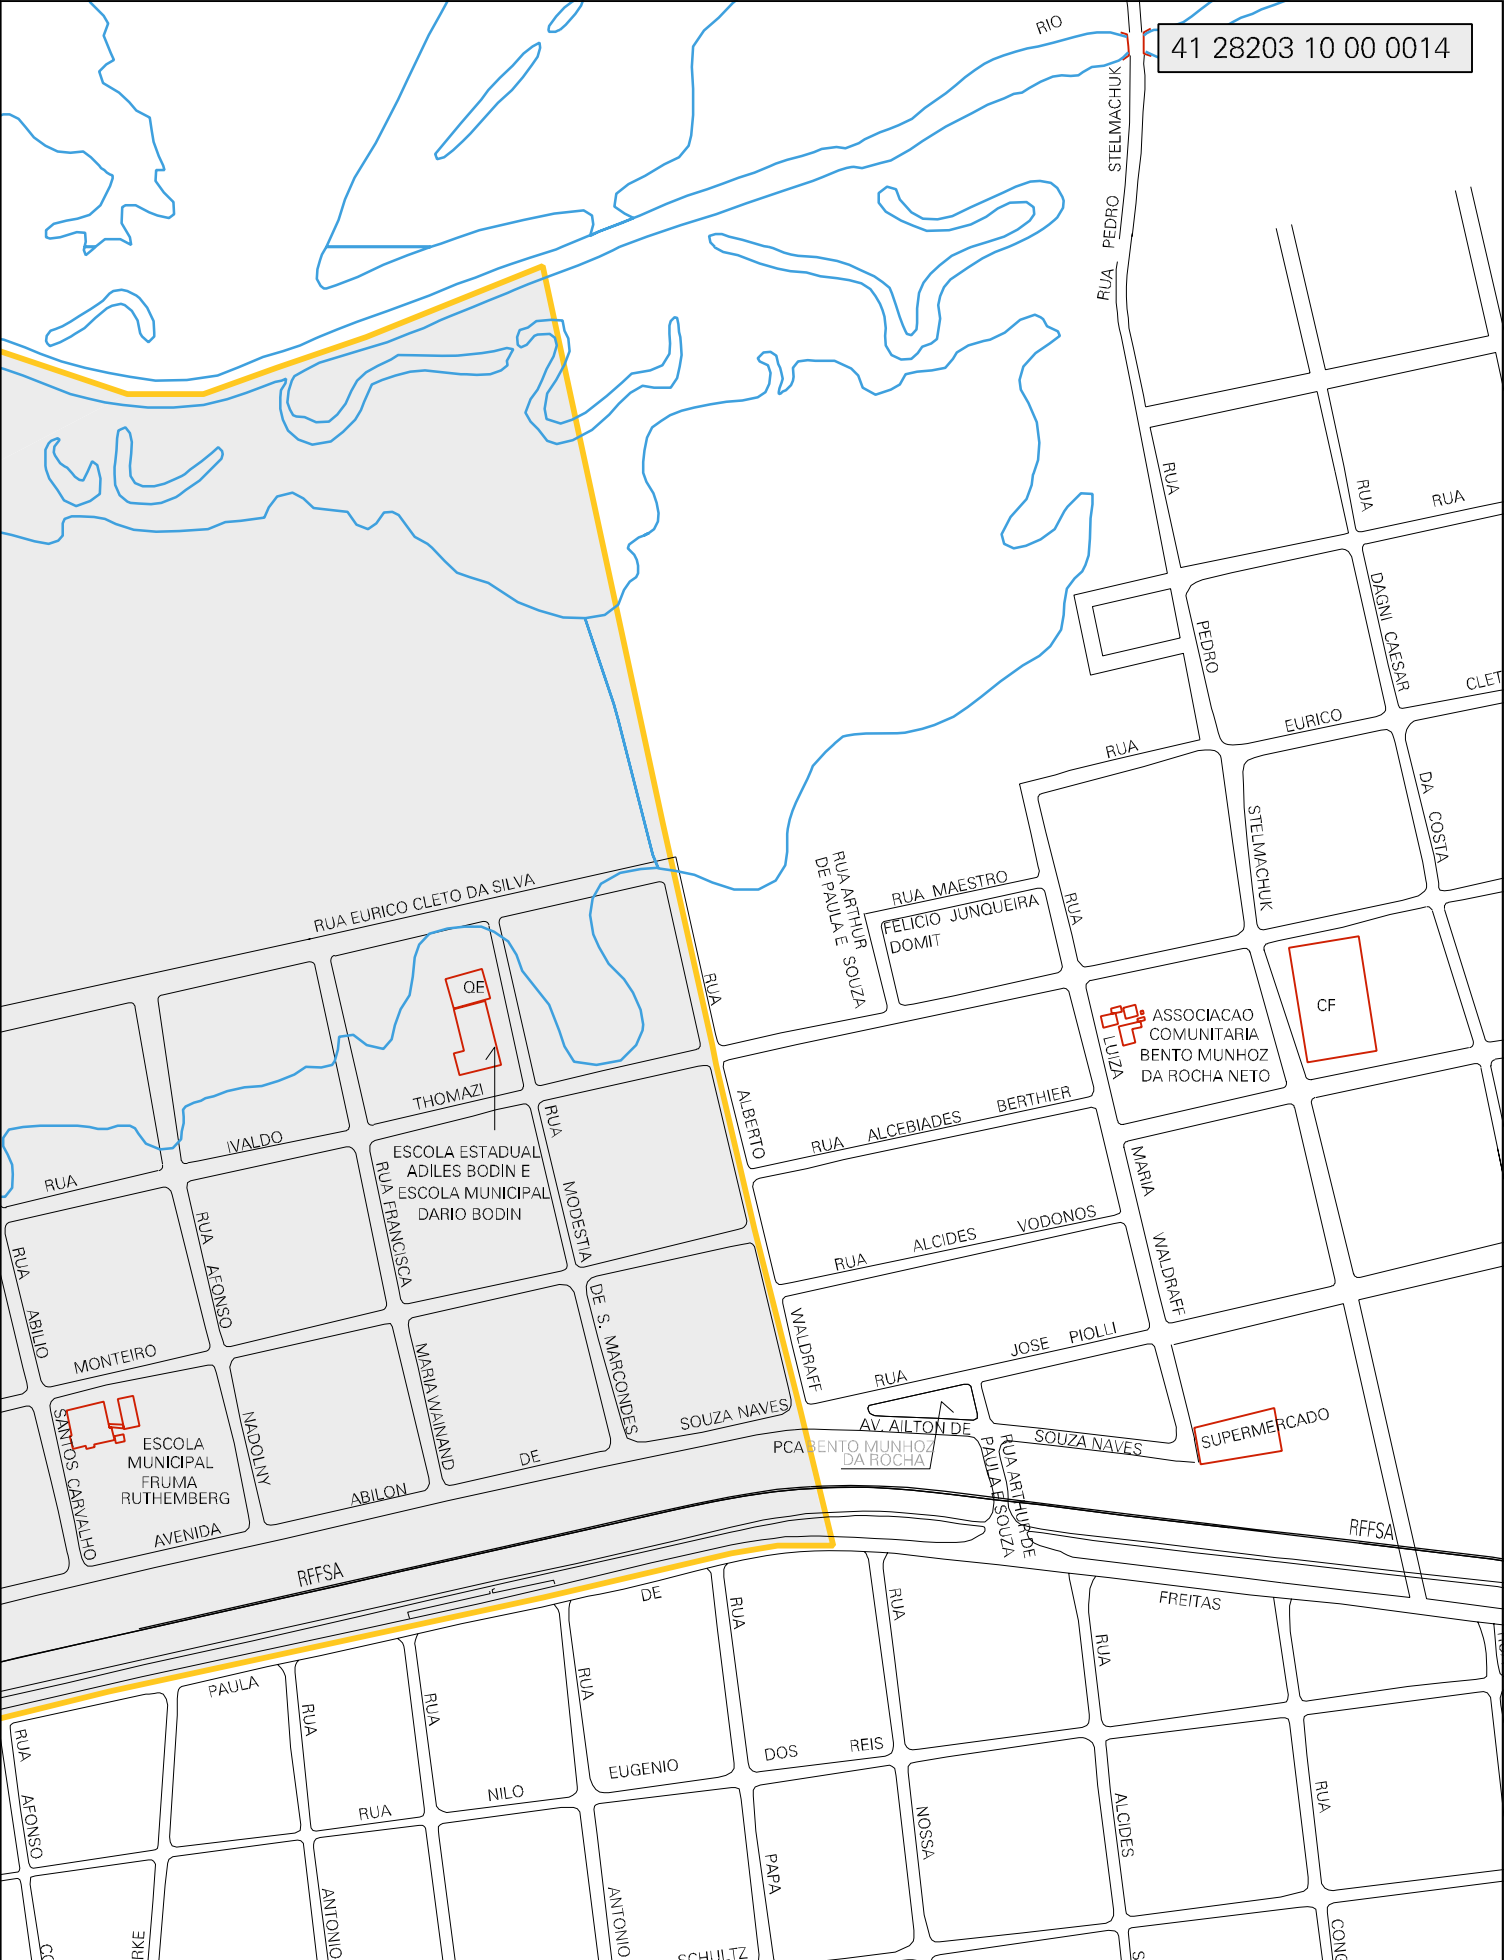 RIO
41 28203 10 00 0014
RUA PEDRO STELMACHUK
RUA
RUA
RUA
DAGNI CAESAR
PEDRO
CLET
EURICO
RUA
DA COSTA
STELMACHUK
RUA ARTHUR
DE PAULA E SOUZA
RUA MAESTRO
FELICIO JUNQUEIRA
DOMIT
RUA
RUA EURICO CLETO DA SILVA
QE
RUA
CF
ASSOCIACAO
COMUNITARIA
BENTO MUNHOZ
DA ROCHA NETO
LUIZA
THOMAZI
ALBERTO
RUA ALCEBIADES BERTHIER
RUA
IVALDO
RUA
ESCOLA ESTADUAL
ADILES BODIN E
ESCOLA MUNICIPAL
DARIO BODIN
MARIA
RUA FRANCISCA
MODESTIA
RUA ALCIDES VODONOS
RUA AFONSO
RUA ABILIO
WALDRAFF
DE S. MARCONDES
WALDRAFF
JOSE PIOLLI
MONTEIRO
MARIA WAINAND
RUA
SOUZA NAVES
AV. AILTON DE
SOUZA NAVES
SUPERMERCADO
PCA BENTO MUNHOZ
DA ROCHA
RUA ARTHUR DE
PAULA E SOUZA
SANTOS CARVALHO
NADOLNY
ESCOLA
MUNICIPAL
FRUMA
RUTHEMBERG
DE
ABILON
AVENIDA
RFFSA
RFFSA
DE
RUA
RUA
FREITAS
PAULA
RUA
RUA
RUA
RUA
RUA
DOS REIS
EUGENIO
NILO
RUA
RUA
AFONSO
ALCIDES
NOSSA
PAPA
ANTONIO
ANTONIO
RKE
SCHULTZ
CONG